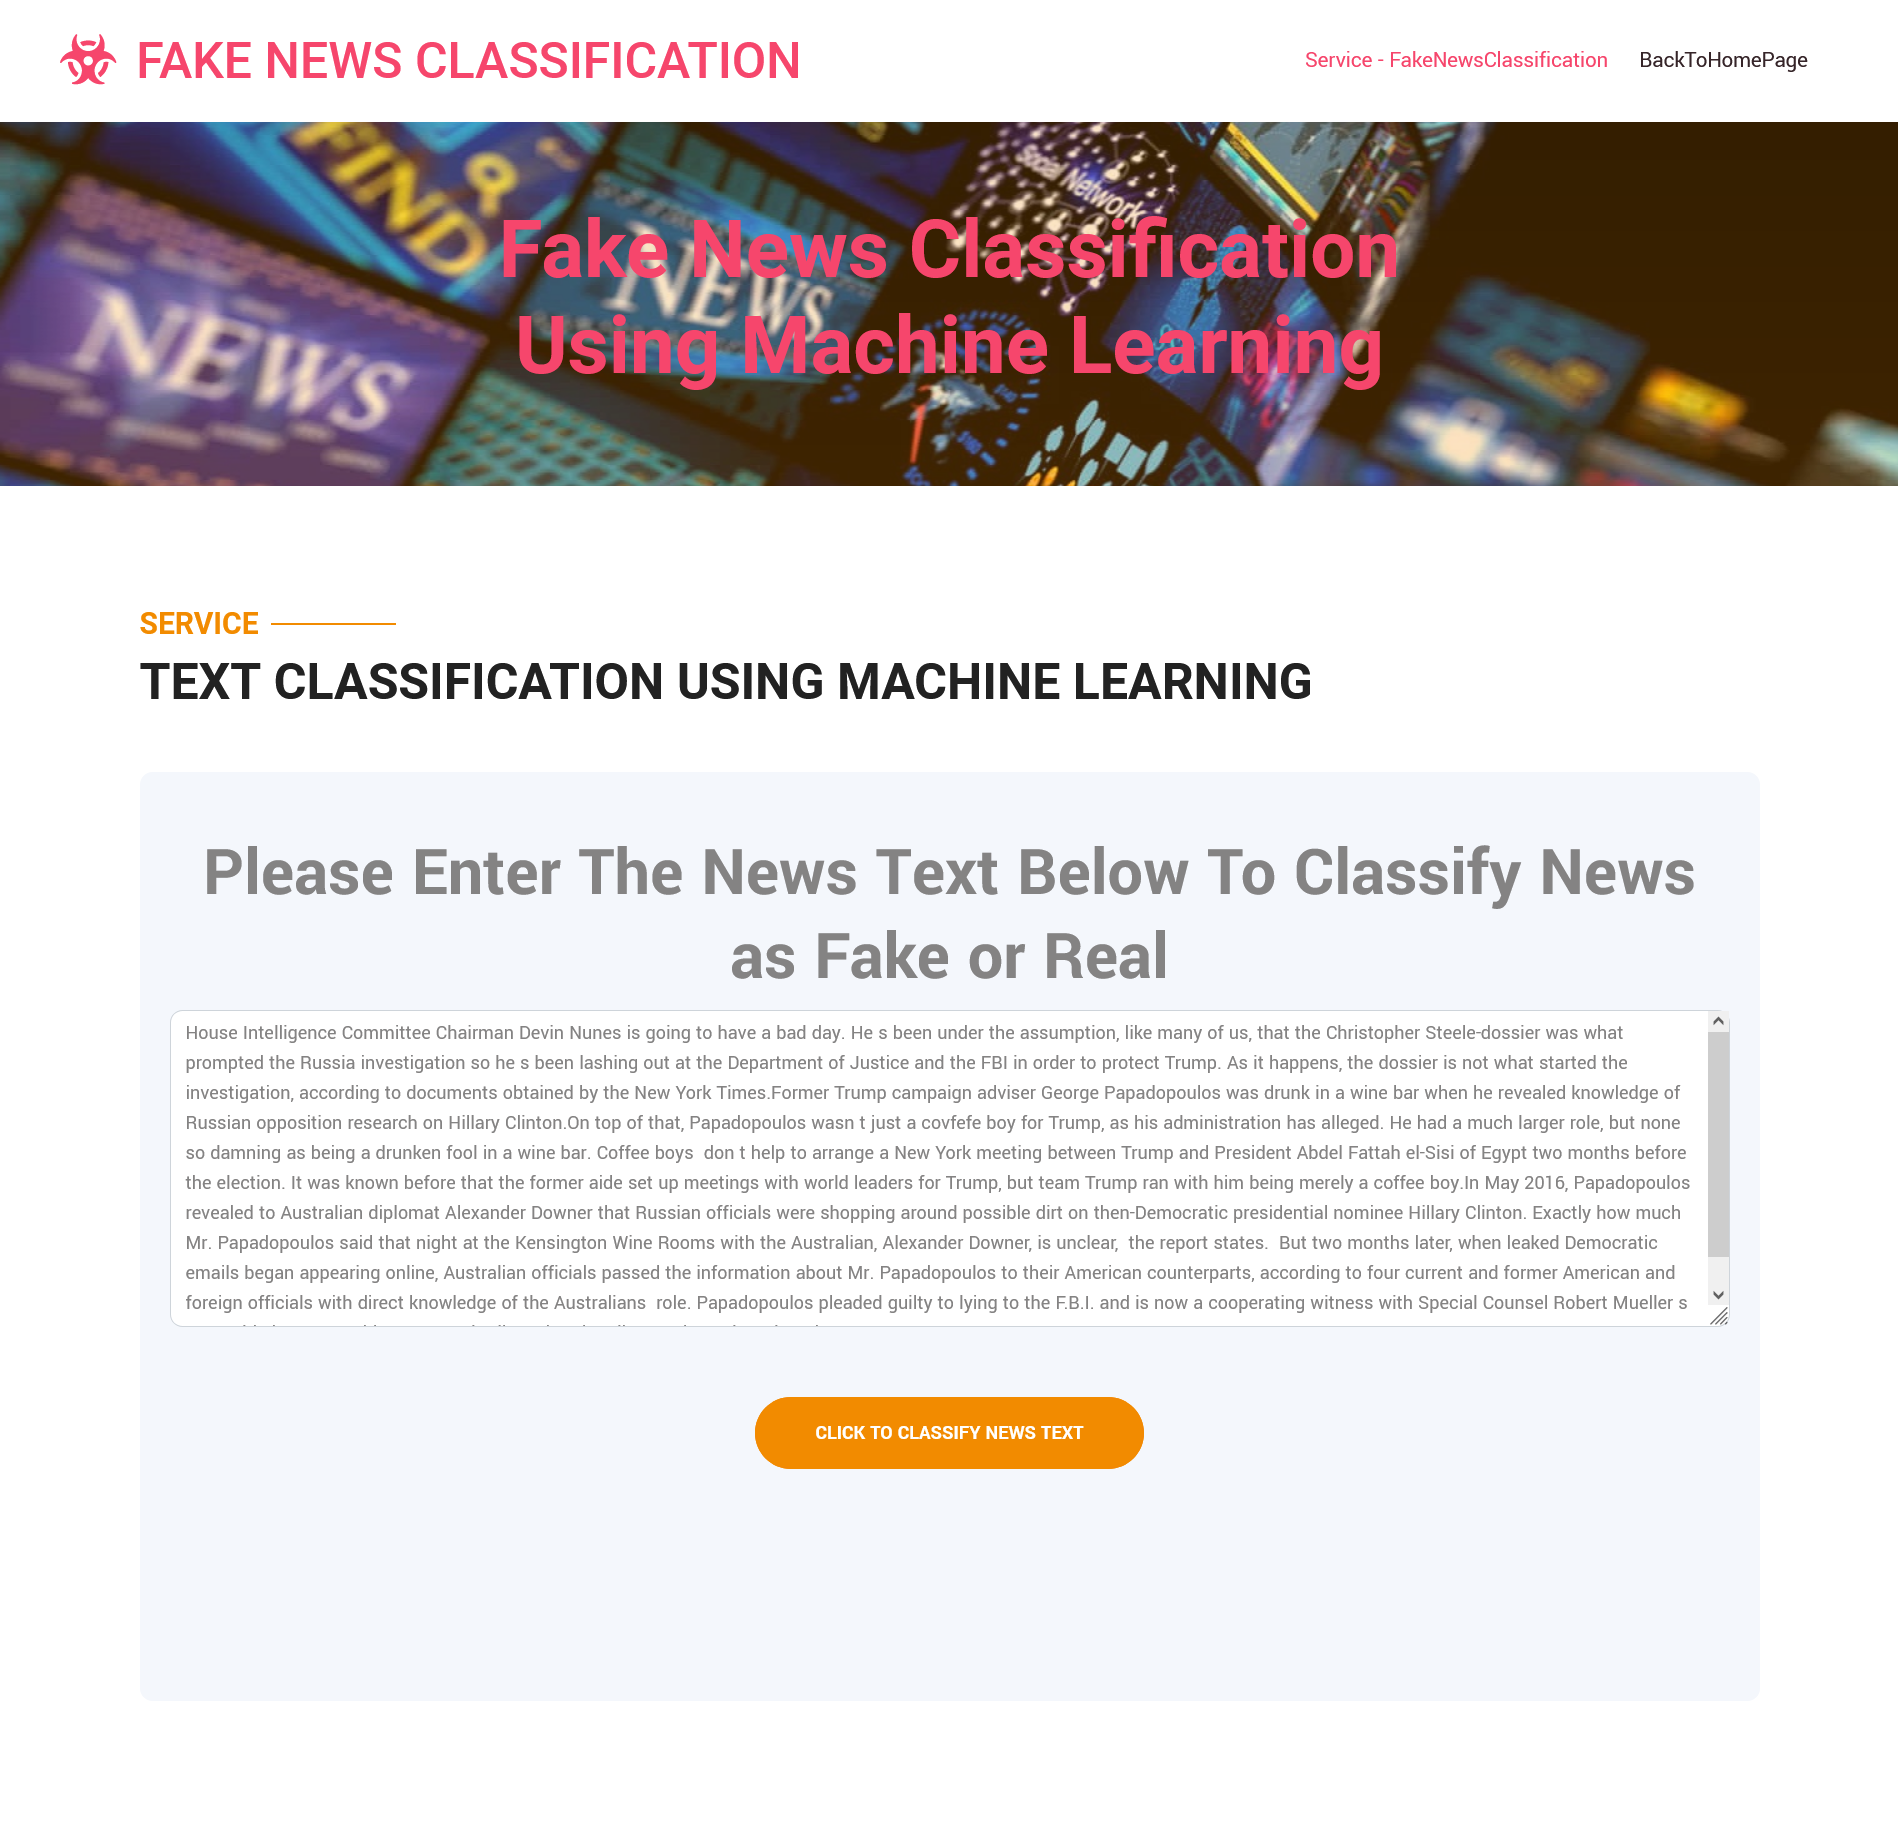 FAKE NEWS CLASSIFICATION
Service - FakeNewsClassification
BackToHomePage
FIND
Social Network
NEWS
NEWS
Fake News Classification
Using Machine Learning
SERVICE
TEXT CLASSIFICATION USING MACHINE LEARNING
Please Enter The News Text Below To Classify News
as Fake or Real
House Intelligence Committee Chairman Devin Nunes is going to have a bad day. He s been under the assumption, like many of us, that the Christopher Steele-dossier was what
prompted the Russia investigation so he s been lashing out at the Department of Justice and the FBI in order to protect Trump. As it happens, the dossier is not what started the
investigation, according to documents obtained by the New York Times.Former Trump campaign adviser George Papadopoulos was drunk in a wine bar when he revealed knowledge of
Russian opposition research on Hillary Clinton.On top of that, Papadopoulos wasn t just a covfefe boy for Trump, as his administration has alleged. He had a much larger role, but none
so damning as being a drunken fool in a wine bar. Coffee boys  don t help to arrange a New York meeting between Trump and President Abdel Fattah el-Sisi of Egypt two months before
the election. It was known before that the former aide set up meetings with world leaders for Trump, but team Trump ran with him being merely a coffee boy.In May 2016, Papadopoulos
revealed to Australian diplomat Alexander Downer that Russian officials were shopping around possible dirt on then-Democratic presidential nominee Hillary Clinton. Exactly how much
Mr. Papadopoulos said that night at the Kensington Wine Rooms with the Australian, Alexander Downer, is unclear,  the report states.  But two months later, when leaked Democratic
emails began appearing online, Australian officials passed the information about Mr. Papadopoulos to their American counterparts, according to four current and former American and
foreign officials with direct knowledge of the Australians  role. Papadopoulos pleaded guilty to lying to the F.B.I. and is now a cooperating witness with Special Counsel Robert Mueller s
CLICK TO CLASSIFY NEWS TEXT